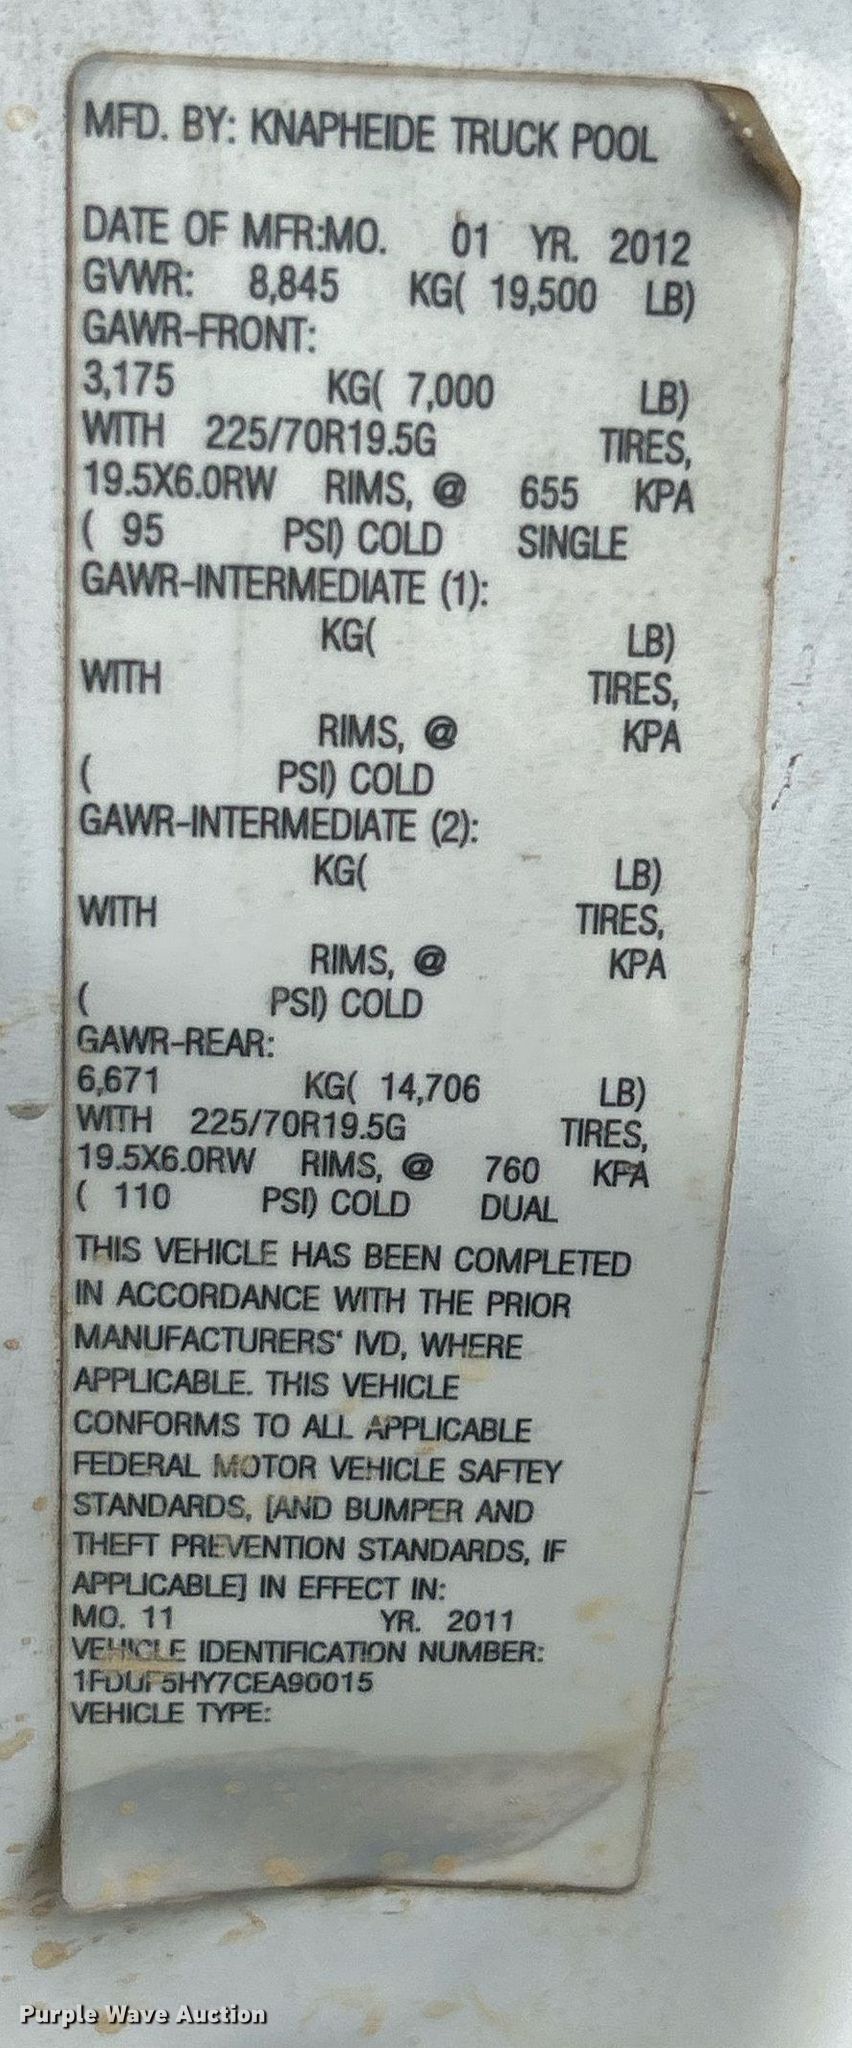 MFD. BY: KNAPHEIDE TRUCK POOL
DATE OF MFR:MO. 01 YR. 2012
GVWR: 8,845 KG( 19,500 LB)
GAWR-FRONT:
3,175 KG( 7,000 LB)
WITH 225/70R19.5G TIRES,
19.5X6.0RW RIMS, @ 655 KPA
( 95 PSI) COLD SINGLE
GAWR-INTERMEDIATE (1):
KG( LB)
WITH TIRES,
RIMS, @ KPA
( PSI) COLD
GAWR-INTERMEDIATE (2):
KG( LB)
WITH TIRES,
RIMS, @ KPA
( PSI) COLD
GAWR-REAR:
6,671 KG( 14,706 LB)
WITH 225/70R19.5G TIRES,
19.5X6.0RW RIMS, @ 760 KPA
( 110 PSI) COLD DUAL
THIS VEHICLE HAS BEEN COMPLETED
IN ACCORDANCE WITH THE PRIOR
MANUFACTURERS' IVD, WHERE
APPLICABLE. THIS VEHICLE
CONFORMS TO ALL APPLICABLE
FEDERAL MOTOR VEHICLE SAFTEY
STANDARDS, [AND BUMPER AND
THEFT PREVENTION STANDARDS, IF
APPLICABLE] IN EFFECT IN:
MO. 11 YR. 2011
VEHICLE IDENTIFICATION NUMBER:
1FDUF5HY7CEA90015
VEHICLE TYPE:
Purple Wave Auction